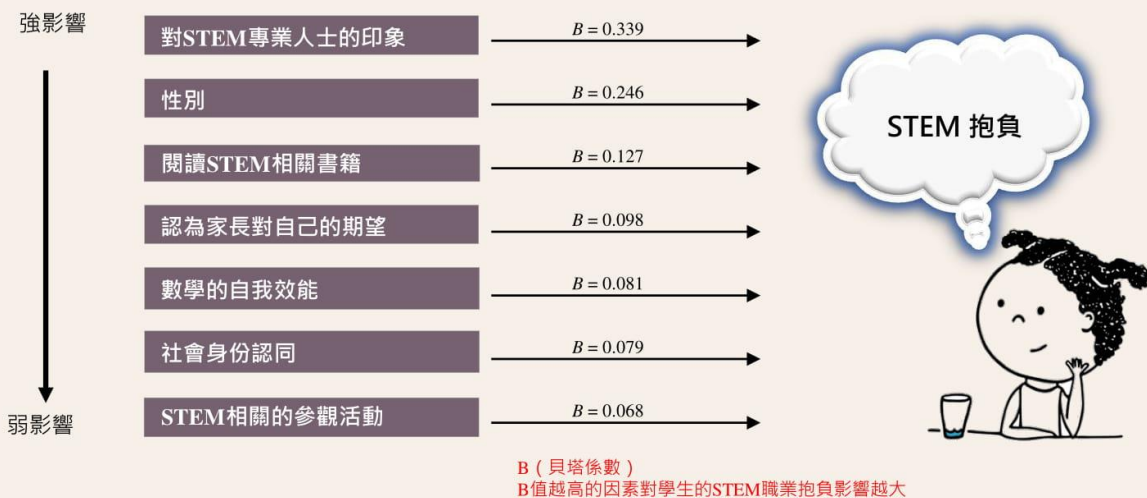 強影響
對STEM專業人士的印象
B = 0.339
性別
B = 0.246
閱讀STEM相關書籍
B = 0.127
認為家長對自己的期望
B = 0.098
數學的自我效能
B = 0.081
社會身份認同
B = 0.079
STEM相關的參觀活動
B = 0.068
弱影響
STEM 抱負
B（貝塔係數）
B值越高的因素對學生的STEM職業抱負影響越大